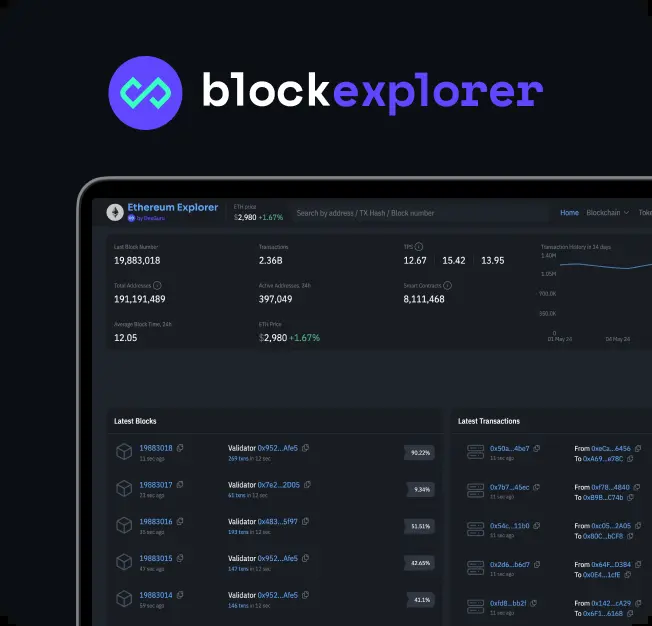 blockexplorer
Ethereum Explorer
by DexGuru
ETH price
$2,980 +1.67%
Search by address / TX Hash / Block number
Home
Blockchain
Toke
Last Block Number
19,883,018
Transactions
2.36B
TPS
12.67 15.42 13.95
Total Addresses
191,191,489
Active Addresses, 24h
397,049
Smart Contracts
8,111,468
Average Block Time, 24h
12.05
ETH Price
$2,980 +1.67%
Transaction History in 14 days
1.40M
1.05M
700.0K
350.0K
0
01 May 24
04 May 24
Latest Blocks
19883018
11 sec ago
Validator 0x952...Afe5
269 txns in 12 sec
90.22%
19883017
23 sec ago
Validator 0x7e2...2D05
61 txns in 12 sec
9.34%
19883016
35 sec ago
Validator 0x483...5f97
193 txns in 12 sec
51.51%
19883015
47 sec ago
Validator 0x952...Afe5
147 txns in 12 sec
42.65%
19883014
59 sec ago
Validator 0x952...Afe5
146 txns in 12 sec
41.1%
Latest Transactions
0x50a...4be7
11 sec ago
From 0xeCa...6456
To 0xA69...e78C
0x7b7...45ec
11 sec ago
From 0xf78...4840
To 0x89B...C74b
0x54c...11b0
11 sec ago
From 0xc05...2A05
To 0x80C...bCF8
0x2d6...b6d7
11 sec ago
From 0x64F...D384
To 0x0E4...1cfE
0xfd8...bb2f
11 sec ago
From 0x142...cA29
To 0x6F1...616B